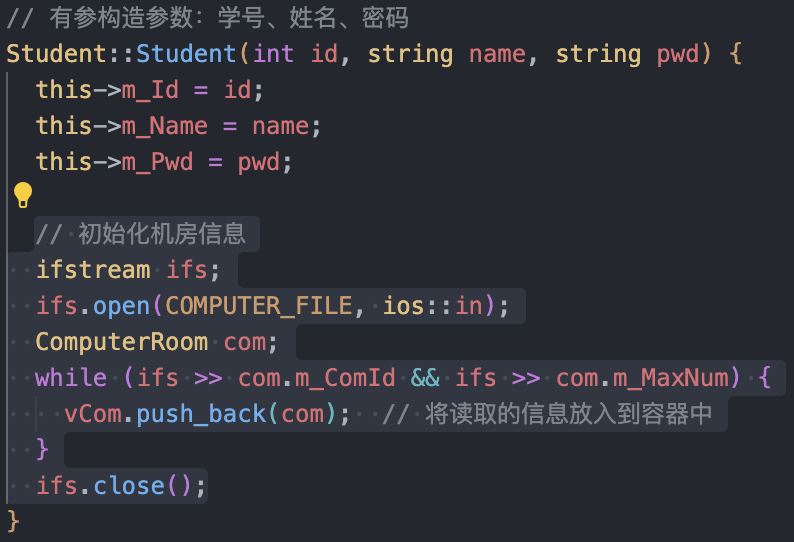 // 有参构造参数：学号、姓名、密码
Student::Student(int id, string name, string pwd) {
  this->m_Id = id;
  this->m_Name = name;
  this->m_Pwd = pwd;

  // 初始化机房信息
  ifstream ifs;
  ifs.open(COMPUTER_FILE, ios::in);
  ComputerRoom com;
  while (ifs >> com.m_ComId && ifs >> com.m_MaxNum) {
    vCom.push_back(com);  // 将读取的信息放入到容器中
  }
  ifs.close();
}